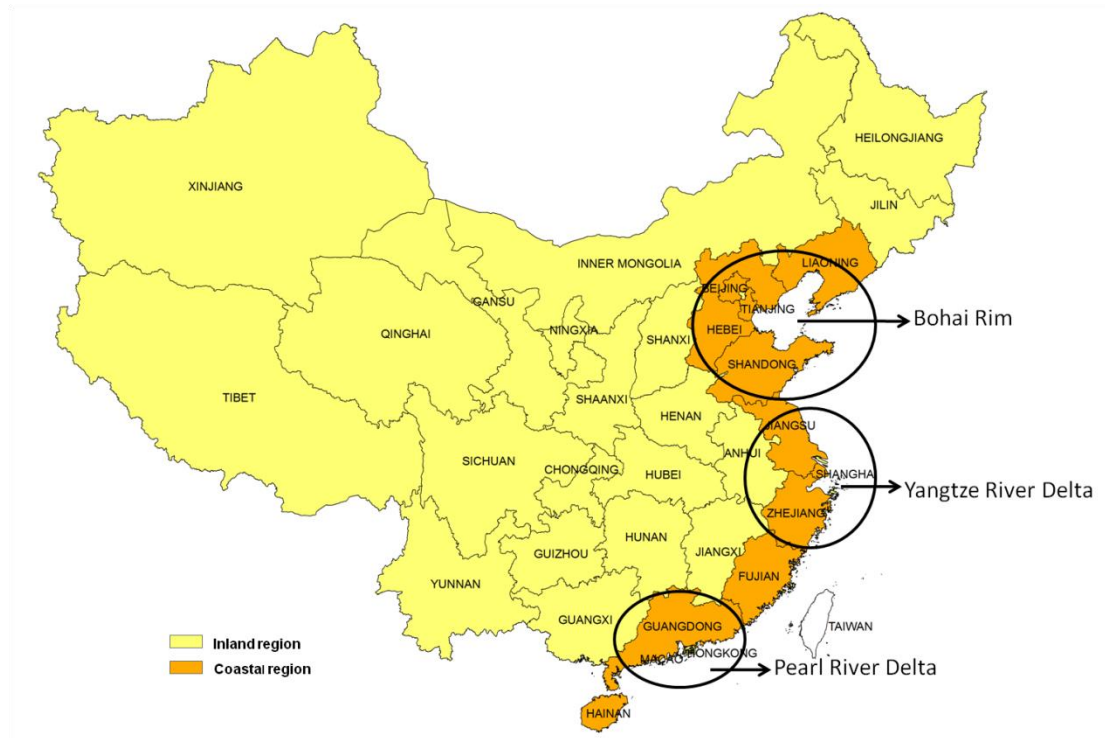 HEILONGJIANG
XINJIANG
JILIN
INNER MONGOLIA
LIAONING
BEIJING
GANSU
TIANJING
Bohai Rim
QINGHAI
NINGXIA
HEBEI
SHANXI
SHANDONG
TIBET
SHAANXI
HENAN
JIANGSU
ANHUI
SICHUAN
CHONGQING
HUBEI
SHANGHA
Yangtze River Delta
ZHEJIANG
HUNAN
GUIZHOU
JIANGXI
YUNNAN
FUJIAN
GUANGXI
GUANGDONG
TAIWAN
Inland region
HONGKONG
MACAO
Coastal region
Pearl River Delta
HAINAN